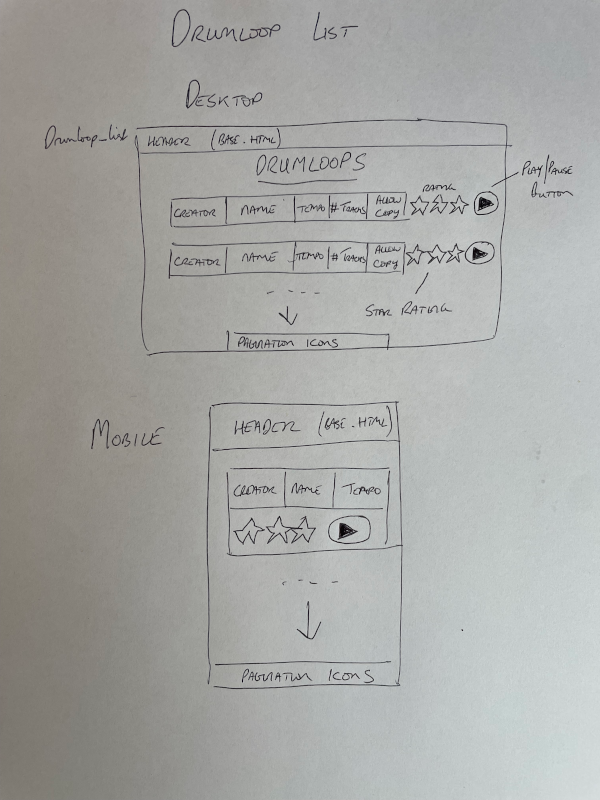 DRUMLOOP LIST
DESKTOP
Drumloop_list
HEADER (BASE.HTML)
DRUMLOOPS
PLAY/PAUSE
BUTTON
RATING
CREATOR NAME TEMPO #TRACKS ALLOW COPY
CREATOR NAME TEMPO #TRACKS ALLOW COPY
STAR RATING
PAGINATION ICONS
MOBILE
HEADER (BASE.HTML)
CREATOR NAME TEMPO
PAGINATION ICONS